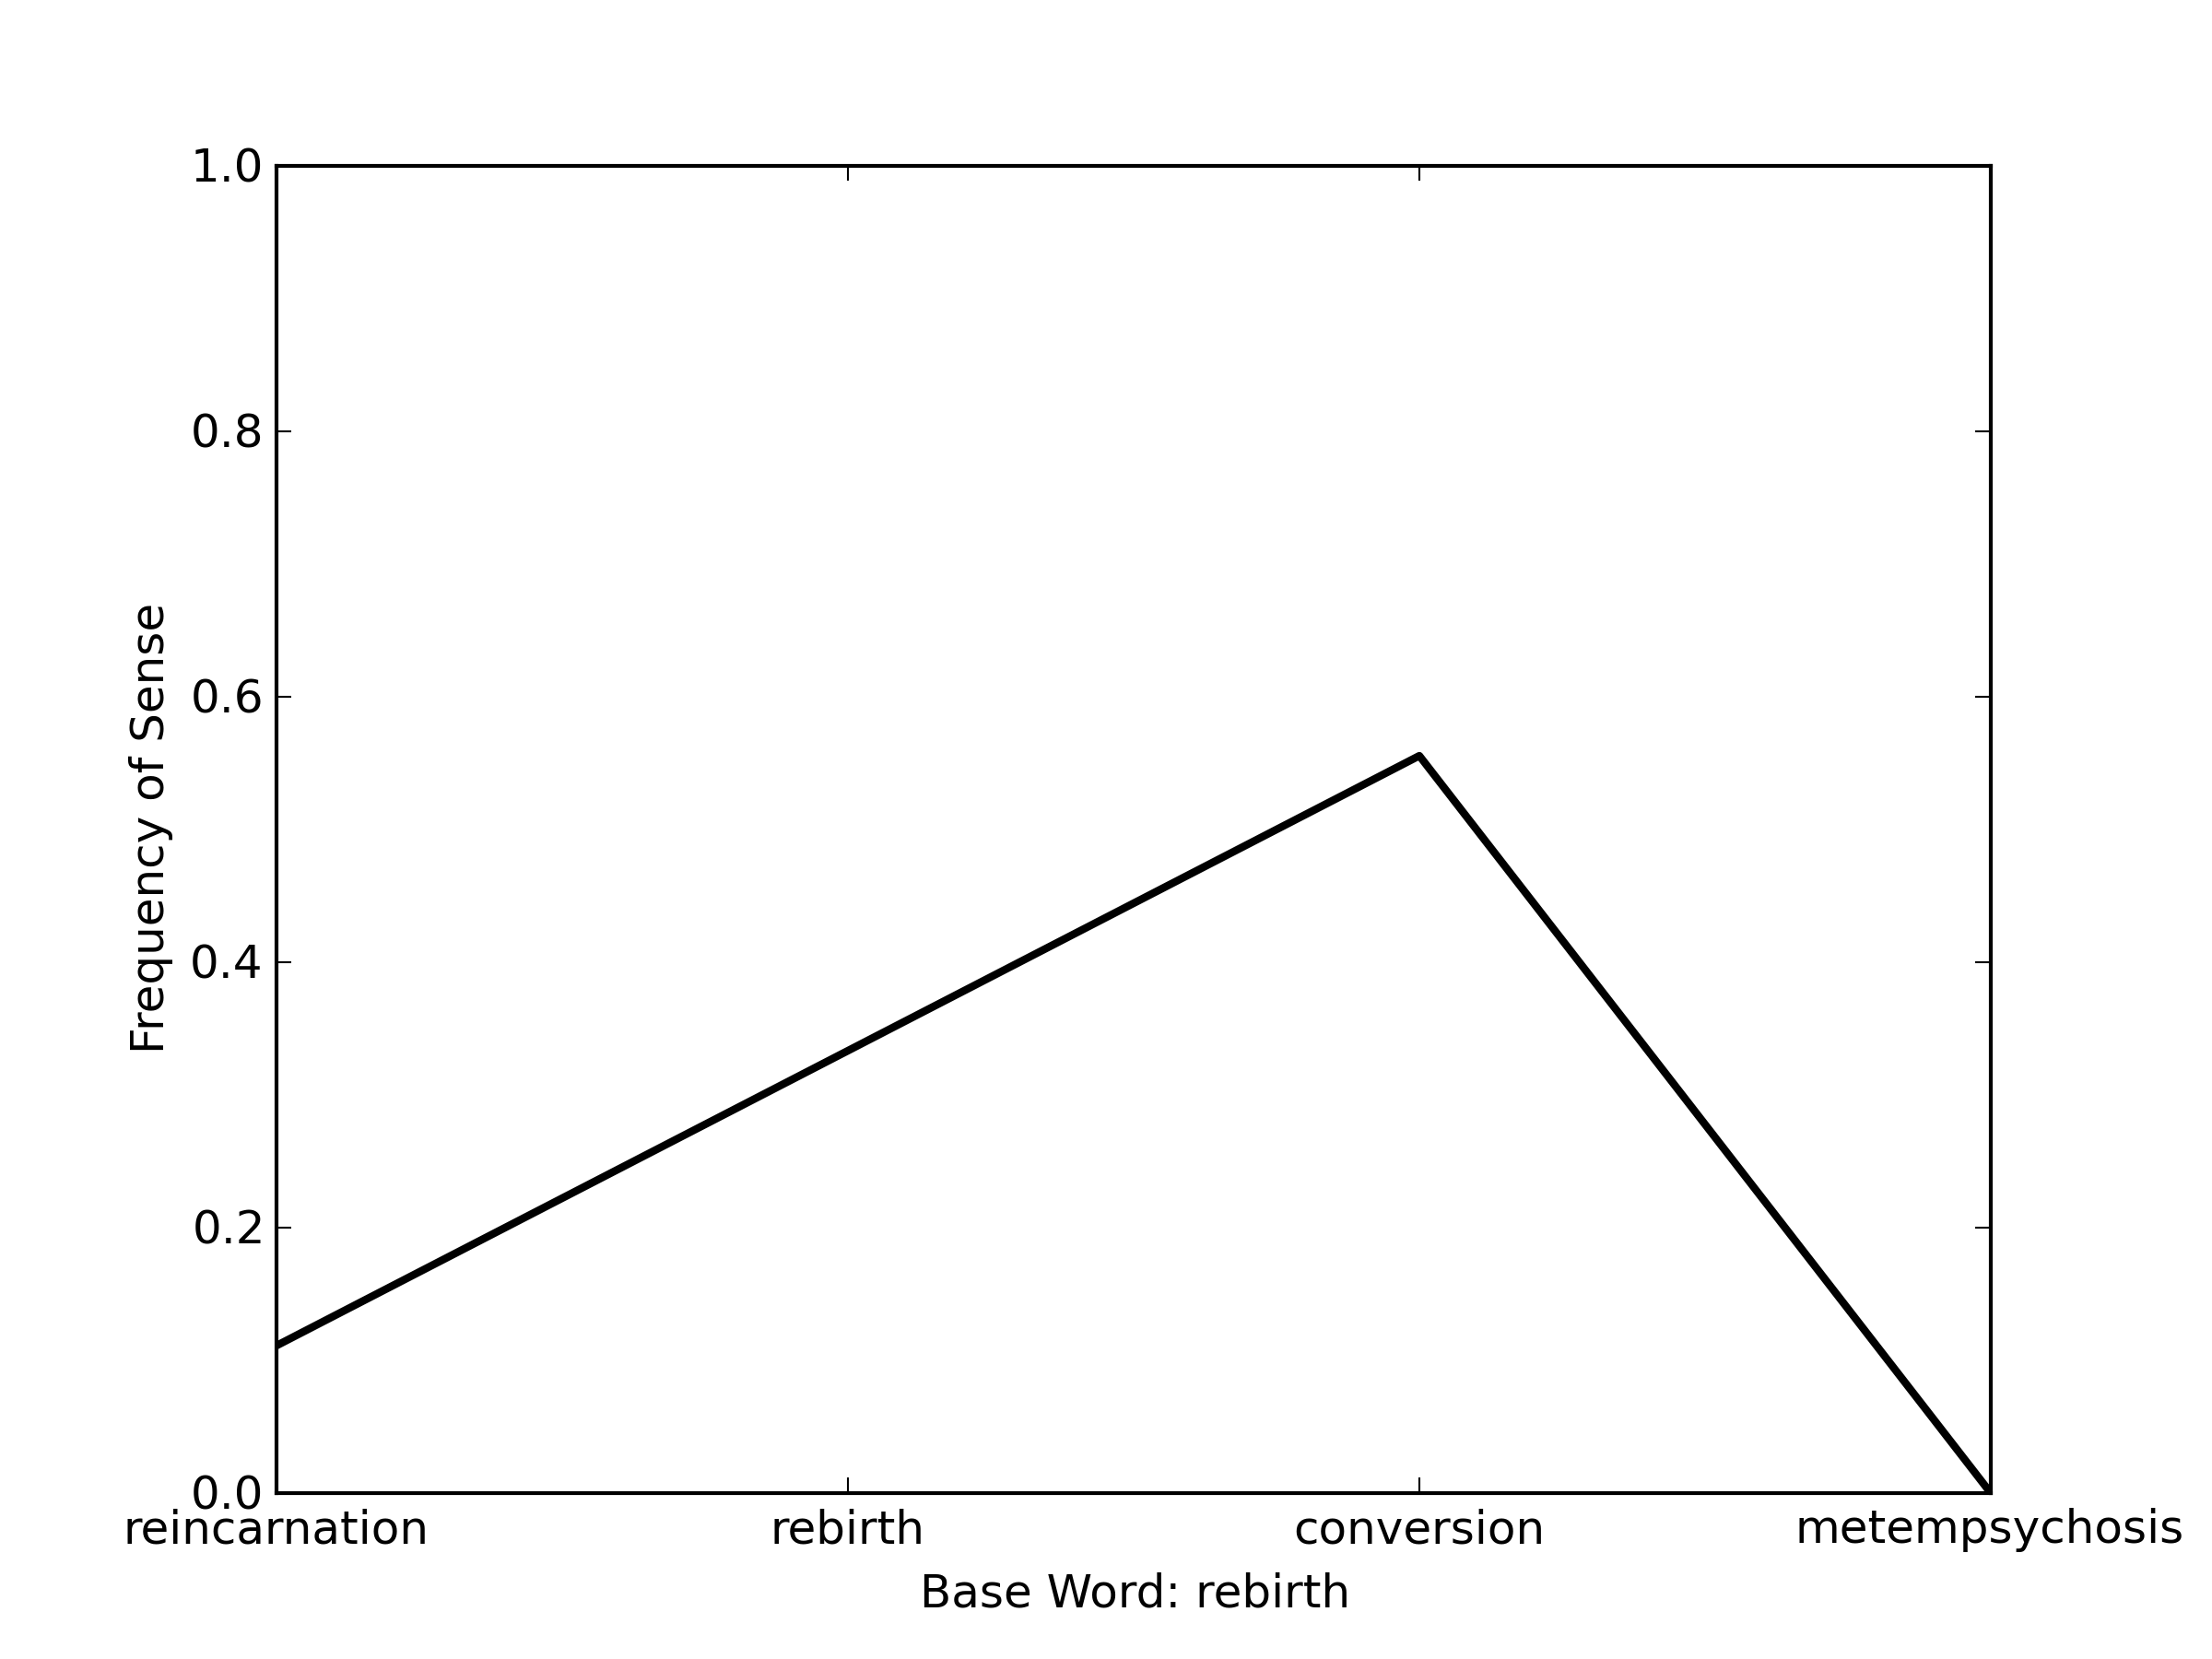 1.0
0.8
0.6
0.4
0.2
0.0
Frequency of Sense
reincarnation rebirth conversion metempsychosis
Base Word: rebirth